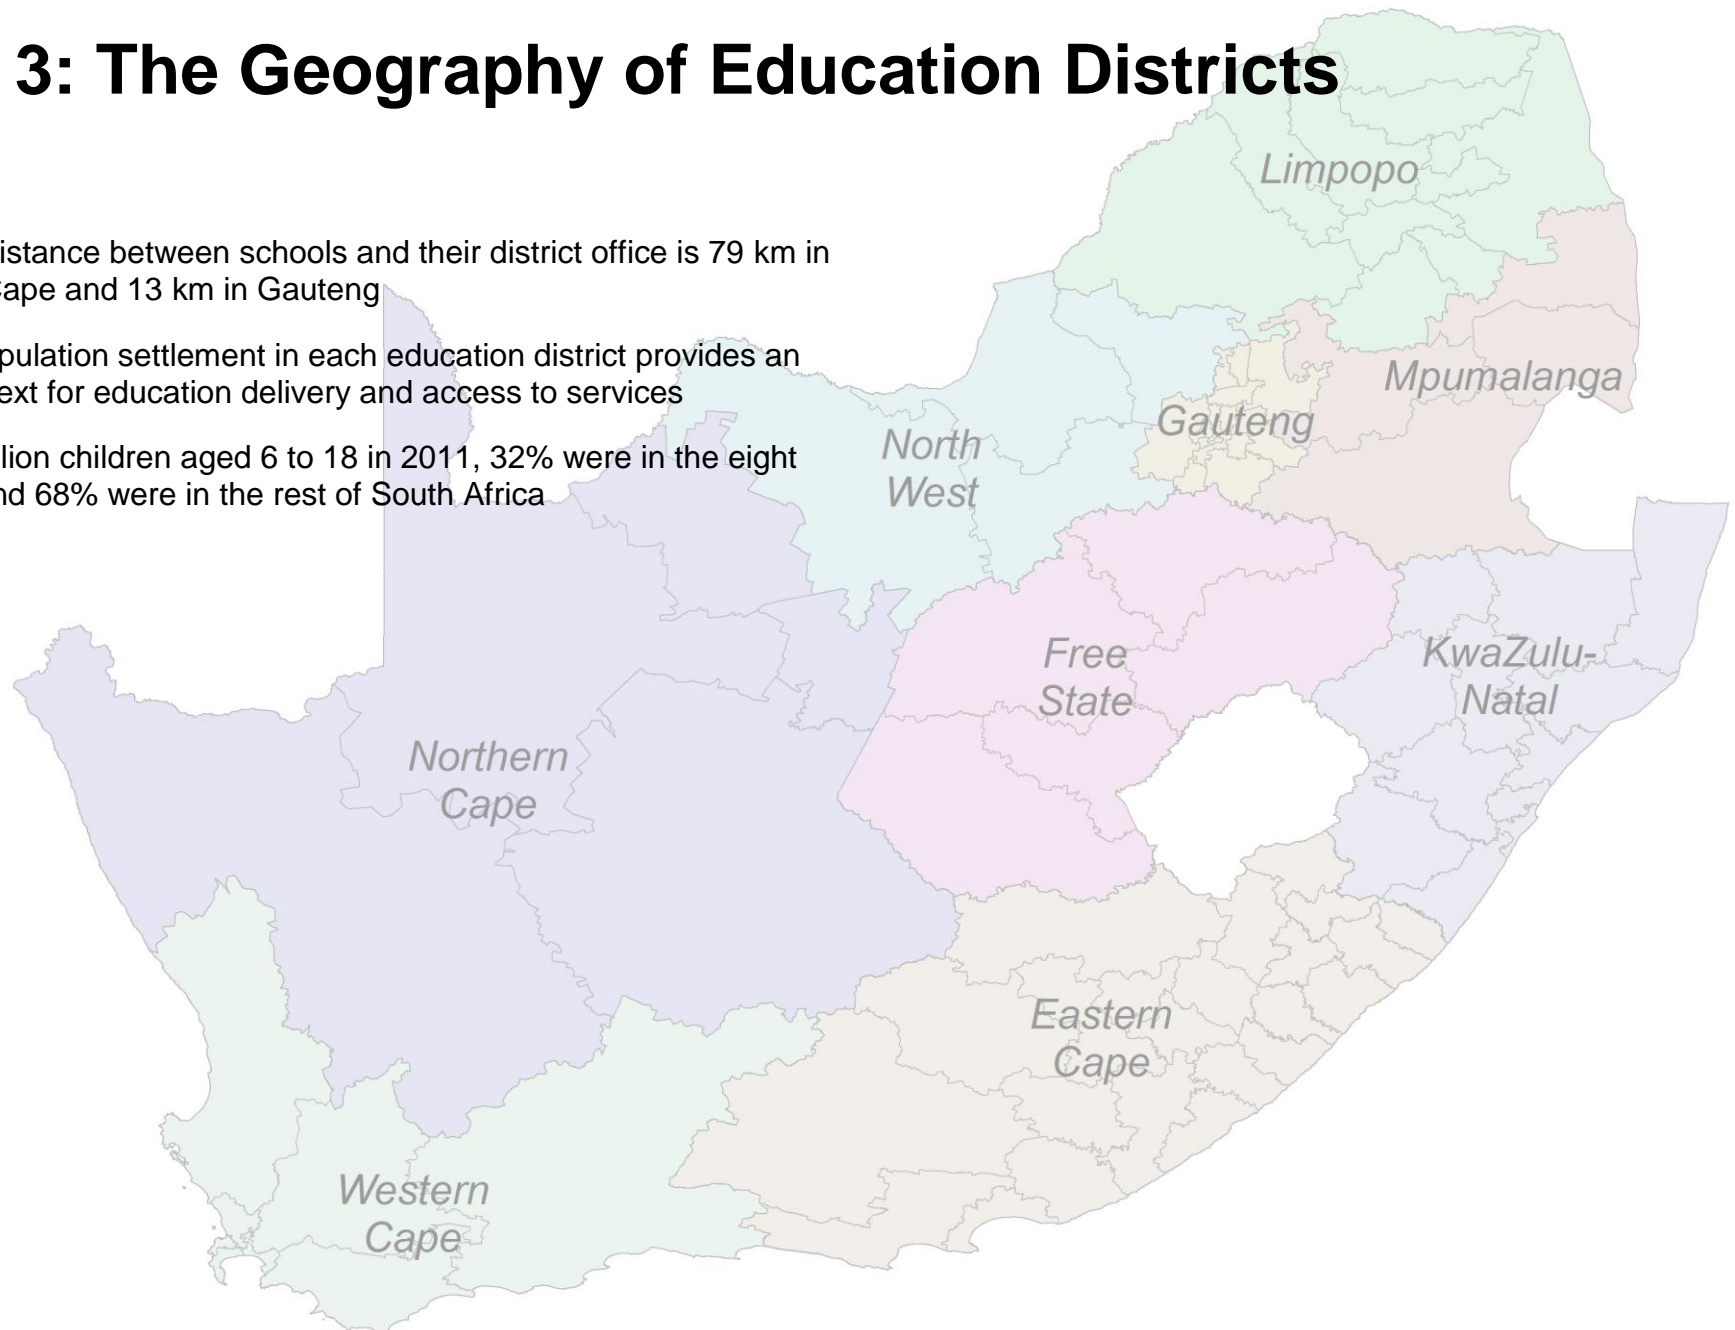 3: The Geography of Education Districts
istance between schools and their district office is 79 km in
ape and 13 km in Gauteng
pulation settlement in each education district provides an
ext for education delivery and access to services
lion children aged 6 to 18 in 2011, 32% were in the eight
nd 68% were in the rest of South Africa
Limpopo
Mpumalanga
Gauteng
North
West
Free
State
KwaZulu-
Natal
Northern
Cape
Eastern
Cape
Western
Cape